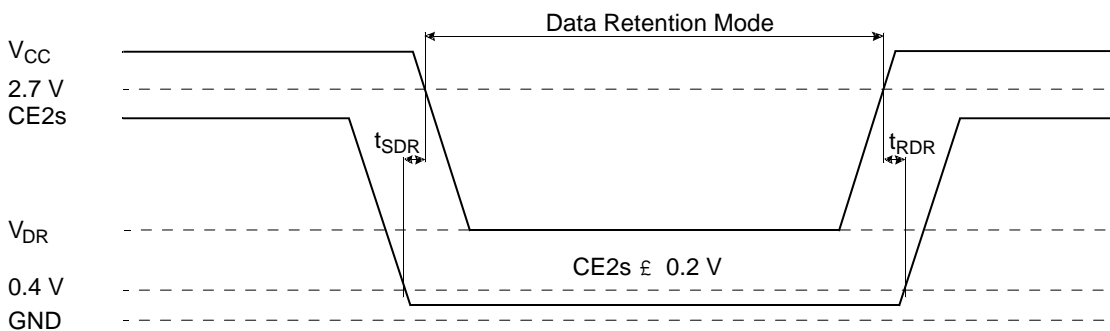 Data Retention Mode
VCC
2.7 V
CE2s
tSDR
tRDR
VDR
CE2s £ 0.2 V
0.4 V
GND